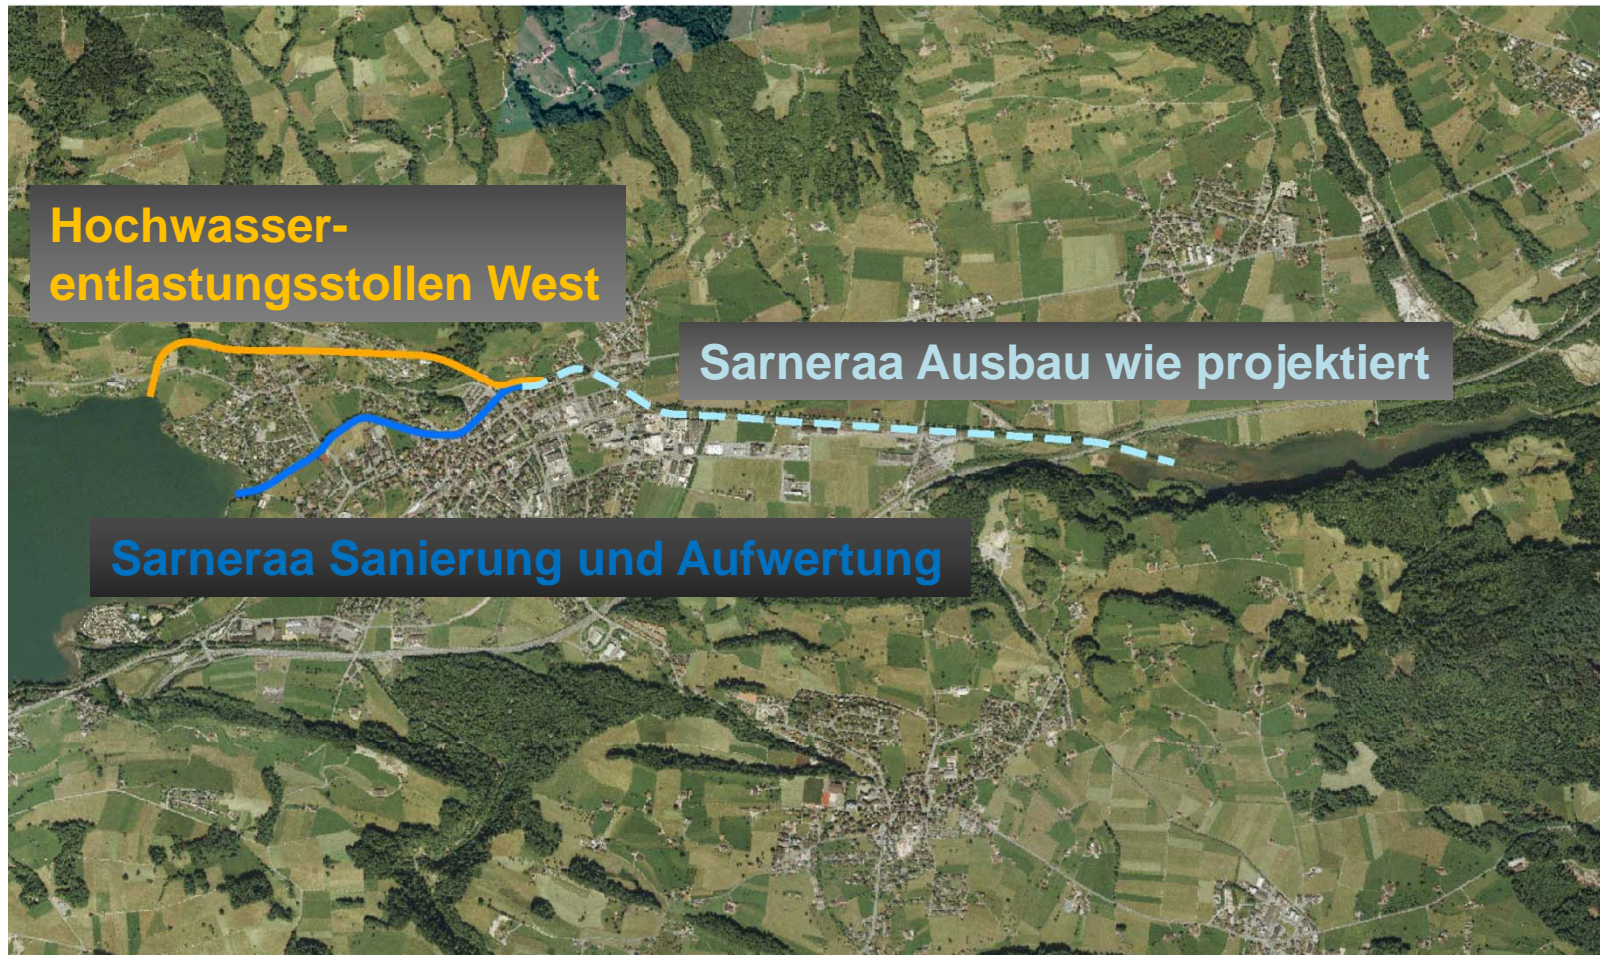 Hochwasser-
entlastungsstollen West
Sarneraa Ausbau wie projektiert
Sarneraa Sanierung und Aufwertung